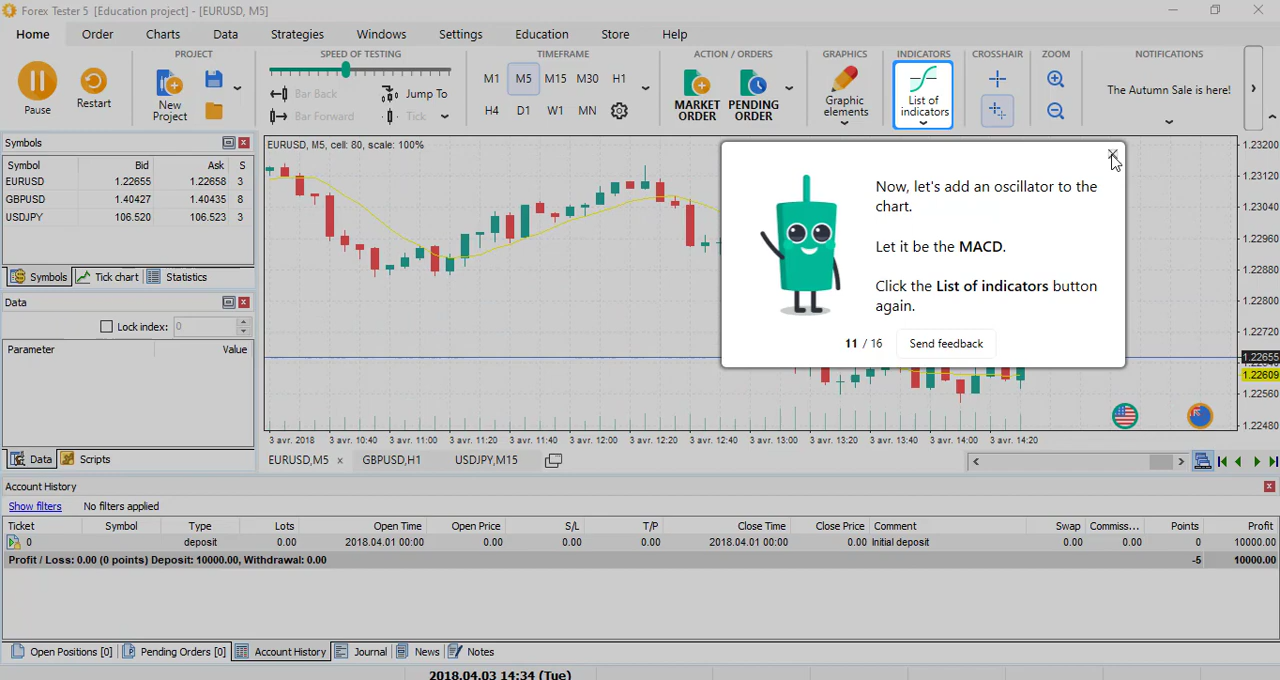 Forex Tester 5 [Education project] - [EURUSD, M5]
Home Order Charts Data Strategies Windows Settings Education Store Help
PROJECT SPEED OF TESTING TIMEFRAME ACTION / ORDERS GRAPHICS INDICATORS CROSSHAIR ZOOM NOTIFICATIONS
Pause
Restart
New
Project
Bar Back Jump To
Bar Forward Tick
M1 M5 M15 M30 H1
H4 D1 W1 MN
MARKET
ORDER
PENDING
ORDER
Graphic
elements
List of
indicators
The Autumn Sale is here!
Symbols
Symbol Bid Ask S
EURUSD 1.22655 1.22658 3
GBPUSD 1.40427 1.40435 8
USDJPY 106.520 106.523 3
Symbols Tick chart Statistics
Data
Lock index: 0
Parameter Value
Data Scripts
EURUSD, M5, cell: 80, scale: 100%
Now, let's add an oscillator to the
chart.
Let it be the MACD.
Click the List of indicators button
again.
11 / 16 Send feedback
1.23200
1.23120
1.23040
1.22960
1.22880
1.22800
1.22720
1.22655
1.22609
1.22560
1.22480
3 avr. 2018 3 avr. 10:40 3 avr. 11:00 3 avr. 11:20 3 avr. 11:40 3 avr. 12:00 3 avr. 12:20 3 avr. 12:40 3 avr. 13:00 3 avr. 13:20 3 avr. 13:40 3 avr. 14:00 3 avr. 14:20
EURUSD,M5 × GBPUSD,H1 USDJPY,M15
Account History
Show filters No filters applied
Ticket Symbol Type Lots Open Time Open Price S/L T/P Close Time Close Price Comment Swap Commiss... Points Profit
0 deposit 0.00 2018.04.01 00:00 0.00 0.00 0.00 2018.04.01 00:00 0.00 Initial deposit 0.00 0.00 0 10000.00
Profit / Loss: 0.00 (0 points) Deposit: 10000.00, Withdrawal: 0.00 -5 10000.00
Open Positions [0] Pending Orders [0] Account History Journal News Notes
2018.04.03 14:34 (Tue)